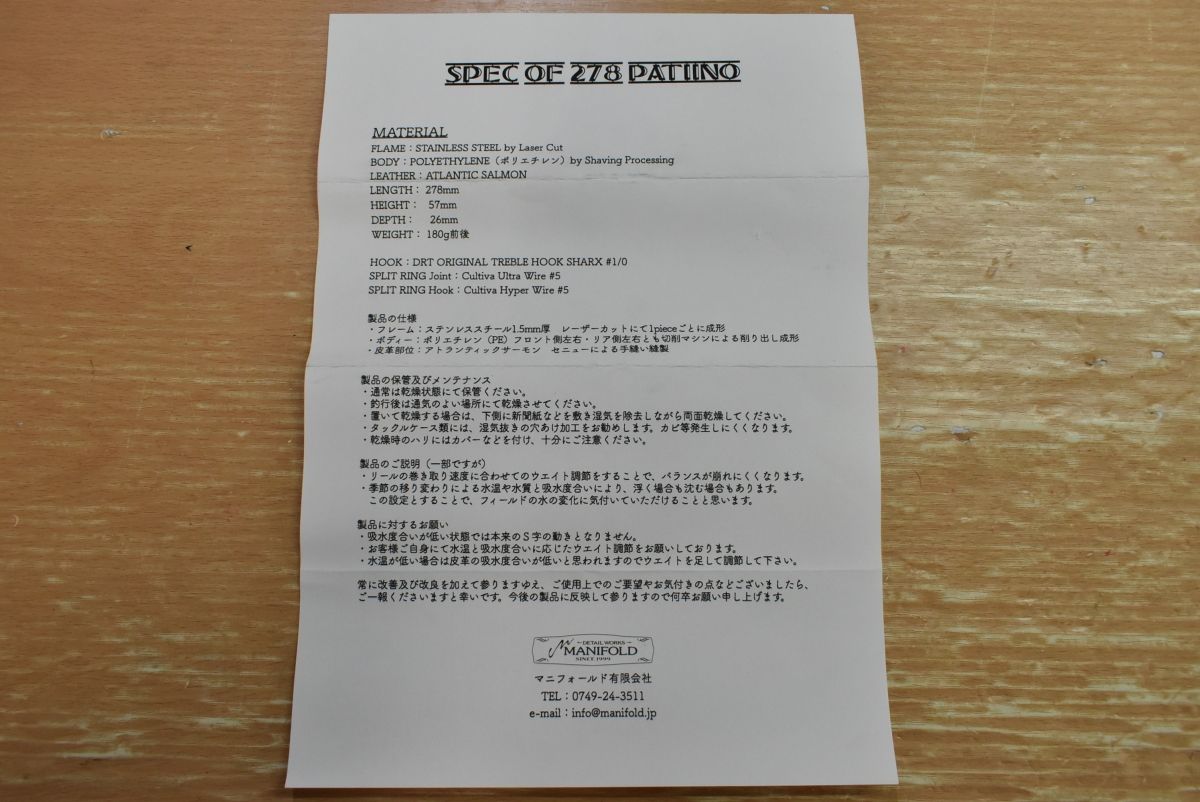 SPEC OF 278 PATIINO
MATERIAL
FLAME：STAINLESS STEEL by Laser Cut
BODY：POLYETHYLENE（ポリエチレン）by Shaving Processing
LEATHER：ATLANTIC SALMON
LENGTH： 278mm
HEIGHT： 57mm
DEPTH： 26mm
WEIGHT： 180g前後
HOOK：DRT ORIGINAL TREBLE HOOK SHARX #1/0
SPLIT RING Joint：Cultiva Ultra Wire #5
SPLIT RING Hook：Cultiva Hyper Wire #5
製品の仕様
・フレーム：ステンレススチール1.5mm厚　レーザーカットにて1pieceごとに成形
・ボディー：ポリエチレン（PE）フロント側左右・リア側左右とも切削マシンによる削り出し成形
・皮革部位：アトランティックサーモン　セニューによる手縫い縫製
製品の保管及びメンテナンス
・通常は乾燥状態にて保管ください。
・釣行後は通気のよい場所にて乾燥させてください。
・置いて乾燥する場合は、下側に新聞紙などを敷き湿気を除去しながら両面乾燥してください。
・タックルケース類には、湿気抜きの穴あけ加工をお勧めします。カビ等発生しにくくなります。
・乾燥時のハリにはカバーなどを付け、十分にご注意ください。
製品のご説明（一部ですが）
・リールの巻き取り速度に合わせてのウエイト調節をすることで、バランスが崩れにくくなります。
・季節の移り変わりによる水温や水質と吸水度合いにより、浮く場合も沈む場合もあります。
この設定とすることで、フィールドの水の変化に気付いていただけることと思います。
製品に対するお願い
・吸水度合いが低い状態では本来のS字の動きとなりません。
・お客様ご自身にて水温と吸水度合いに応じたウエイト調節をお願いしております。
・水温が低い場合は皮革の吸水度合いが低いと思われますのでウエイトを足して調節して下さい。
常に改善及び改良を加えて参りますゆえ、ご使用上でのご要望やお気付きの点などございましたら、
ご一報くださいますと幸いです。今後の製品に反映して参りますので何卒お願い申し上げます。
～DETAIL WORKS～
MANIFOLD
SINCE 1999
マニフォールド有限会社
TEL：0749-24-3511
e-mail：info@manifold.jp